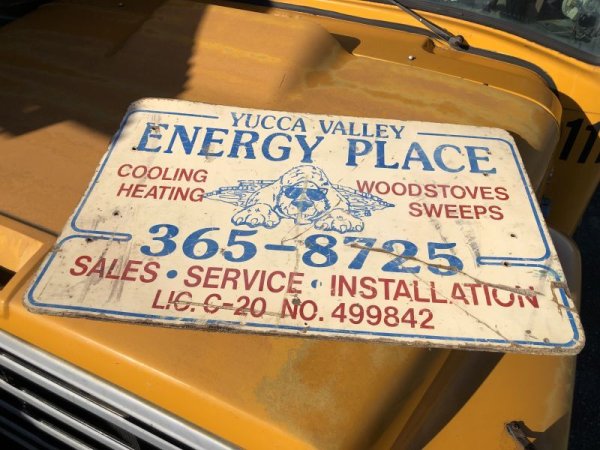 YUCCA VALLEY
ENERGY PLACE
COOLING
HEATING
WOODSTOVES
SWEEPS
365-8725
SALES • SERVICE • INSTALLATION
LIC. C-20 NO. 499842